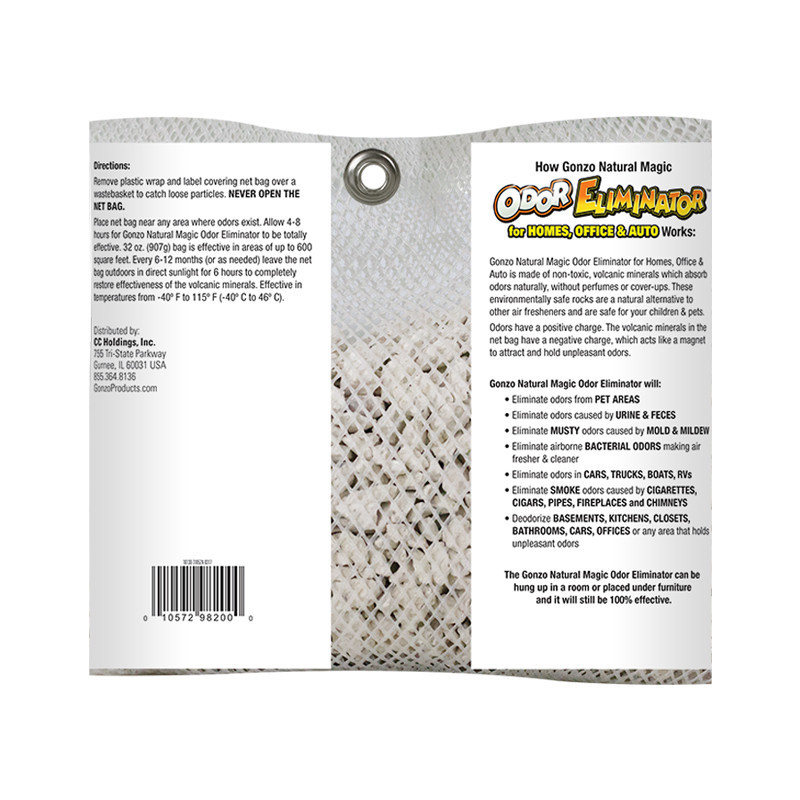 Directions:
Remove plastic wrap and label covering net bag over a
wastebasket to catch loose particles. NEVER OPEN THE
NET BAG.
Place net bag near any area where odors exist. Allow 4-8
hours for Gonzo Natural Magic Odor Eliminator to be totally
effective. 32 oz. (907g) bag is effective in areas of up to 600
square feet. Every 6-12 months (or as needed) leave the net
bag outdoors in direct sunlight for 6 hours to completely
restore effectiveness of the volcanic minerals. Effective in
temperatures from -40º F to 115º F (-40º C to 46º C).
Distributed by:
CC Holdings, Inc.
755 Tri-State Parkway
Gurnee, IL 60031 USA
855.364.8136
GonzoProducts.com
0 10572 98200 0
How Gonzo Natural Magic
ODOR ELIMINATOR™
for HOMES, OFFICE & AUTO Works:
Gonzo Natural Magic Odor Eliminator for Homes, Office &
Auto is made of non-toxic, volcanic minerals which absorb
odors naturally, without perfumes or cover-ups. These
environmentally safe rocks are a natural alternative to
other air fresheners and are safe for your children & pets.
Odors have a positive charge. The volcanic minerals in the
net bag have a negative charge, which acts like a magnet
to attract and hold unpleasant odors.
Gonzo Natural Magic Odor Eliminator will:
• Eliminate odors from PET AREAS
• Eliminate odors caused by URINE & FECES
• Eliminate MUSTY odors caused by MOLD & MILDEW
• Eliminate airborne BACTERIAL ODORS making air
fresher & cleaner
• Eliminate odors in CARS, TRUCKS, BOATS, RVs
• Eliminate SMOKE odors caused by CIGARETTES,
CIGARS, PIPES, FIREPLACES and CHIMNEYS
• Deodorize BASEMENTS, KITCHENS, CLOSETS,
BATHROOMS, CARS, OFFICES or any area that holds
unpleasant odors
The Gonzo Natural Magic Odor Eliminator can be
hung up in a room or placed under furniture
and it will still be 100% effective.